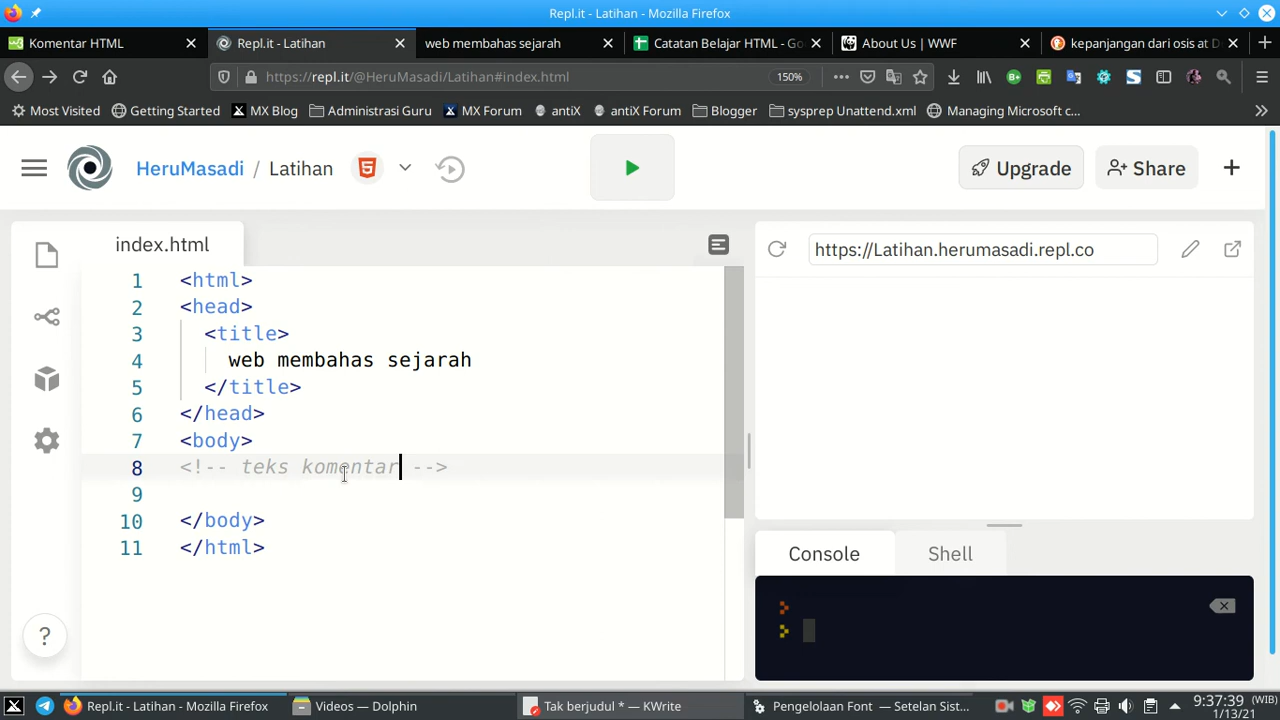 Repl.it - Latihan - Mozilla Firefox
Komentar HTML
Repl.it - Latihan
web membahas sejarah
Catatan Belajar HTML - Go
About Us | WWF
kepanjangan dari osis at D
https://repl.it/@HeruMasadi/Latihan#index.html
150%
Most Visited
Getting Started
MX Blog
Administrasi Guru
MX Forum
antiX
antiX Forum
Blogger
sysprep Unattend.xml
Managing Microsoft c...
HeruMasadi / Latihan
Upgrade
Share
index.html
https://Latihan.herumasadi.repl.co
1 <html>
2 <head>
3 <title>
4 web membahas sejarah
5 </title>
6 </head>
7 <body>
8 <!-- teks komentar -->
9
10 </body>
11 </html>
Console
Shell
?
Repl.it - Latihan - Mozilla Firefox
Videos — Dolphin
Tak berjudul * — KWrite
Pengelolaan Font — Setelan Sist...
9:37:39 (WIB)
1/13/21